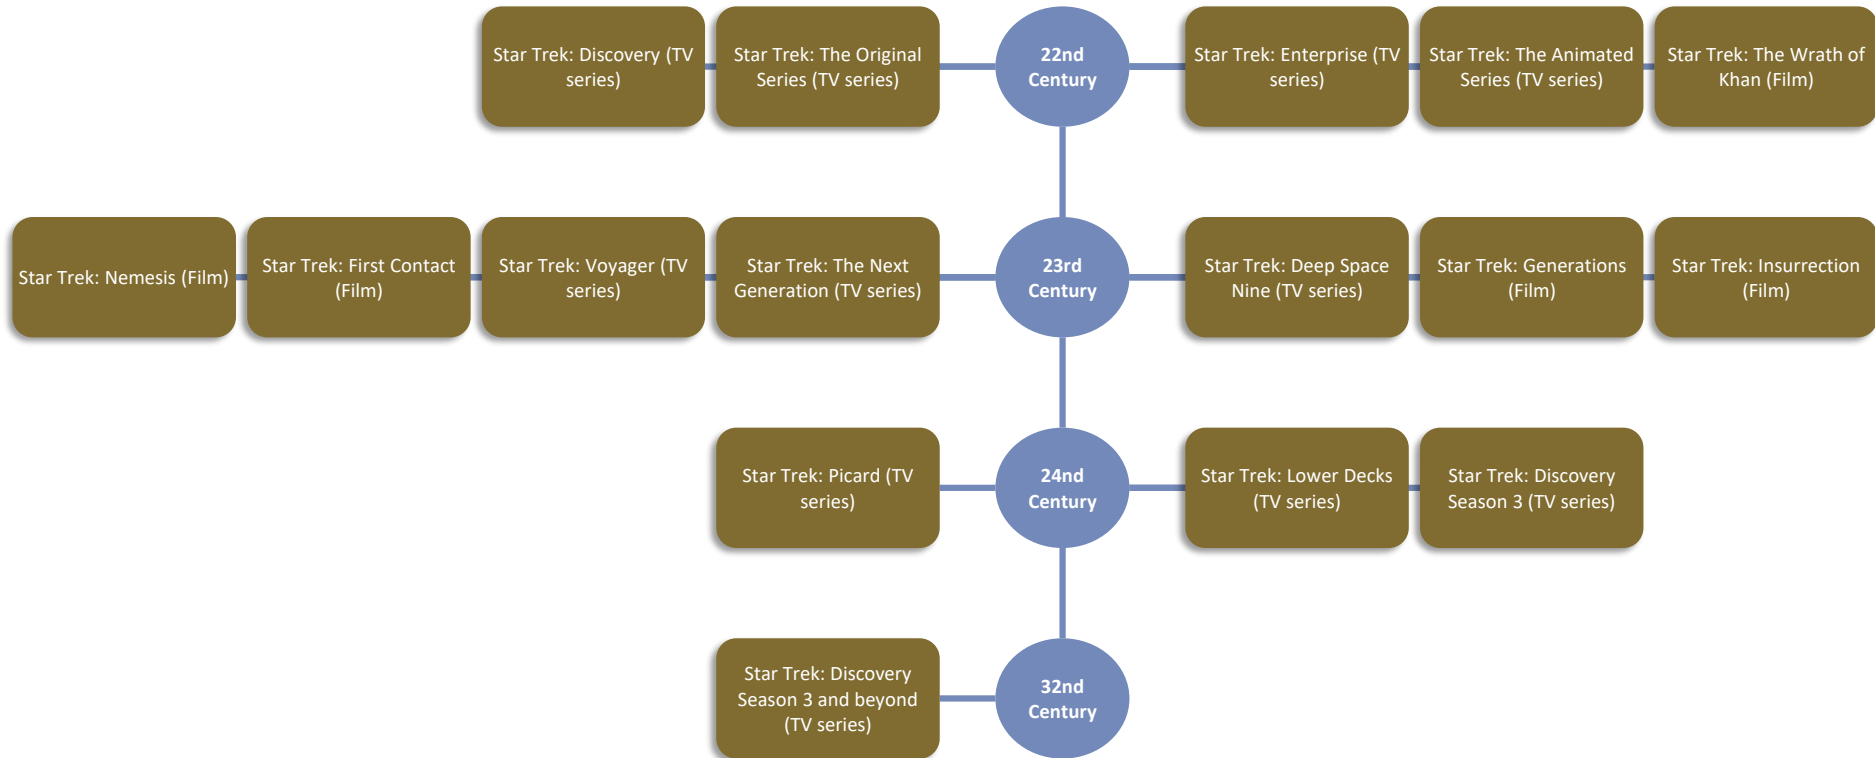 Star Trek: Discovery (TV
series)
Star Trek: The Original
Series (TV series)
22nd
Century
Star Trek: Enterprise (TV
series)
Star Trek: The Animated
Series (TV series)
Star Trek: The Wrath of
Khan (Film)
Star Trek: Nemesis (Film)
Star Trek: First Contact
(Film)
Star Trek: Voyager (TV
series)
Star Trek: The Next
Generation (TV series)
23rd
Century
Star Trek: Deep Space
Nine (TV series)
Star Trek: Generations
(Film)
Star Trek: Insurrection
(Film)
Star Trek: Picard (TV
series)
24nd
Century
Star Trek: Lower Decks
(TV series)
Star Trek: Discovery
Season 3 (TV series)
Star Trek: Discovery
Season 3 and beyond
(TV series)
32nd
Century